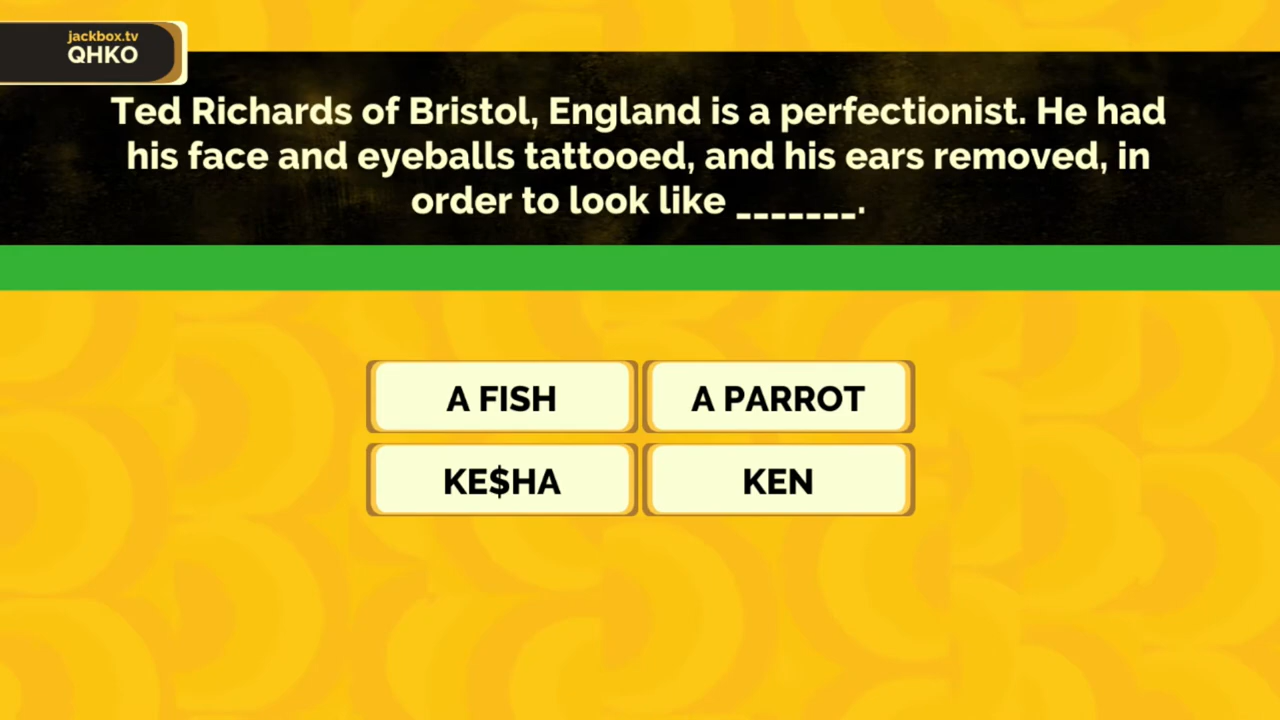 jackbox.tv
QHKO
Ted Richards of Bristol, England is a perfectionist. He had
his face and eyeballs tattooed, and his ears removed, in
order to look like _______.
A FISH
A PARROT
KE$HA
KEN